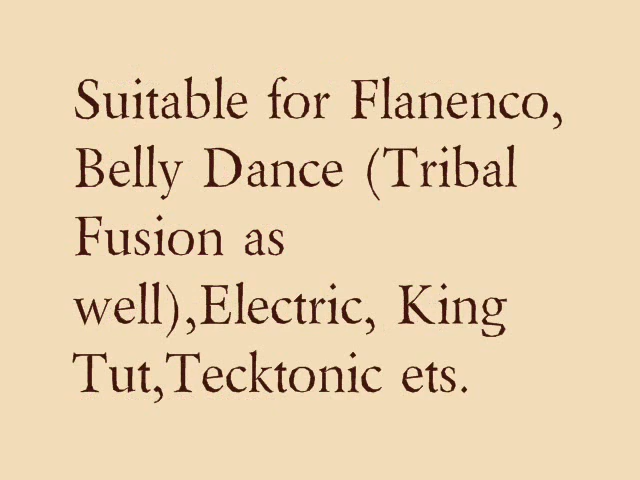 Suitable for Flanenco,
Belly Dance (Tribal
Fusion as
well),Electric, King
Tut,Tecktonic ets.